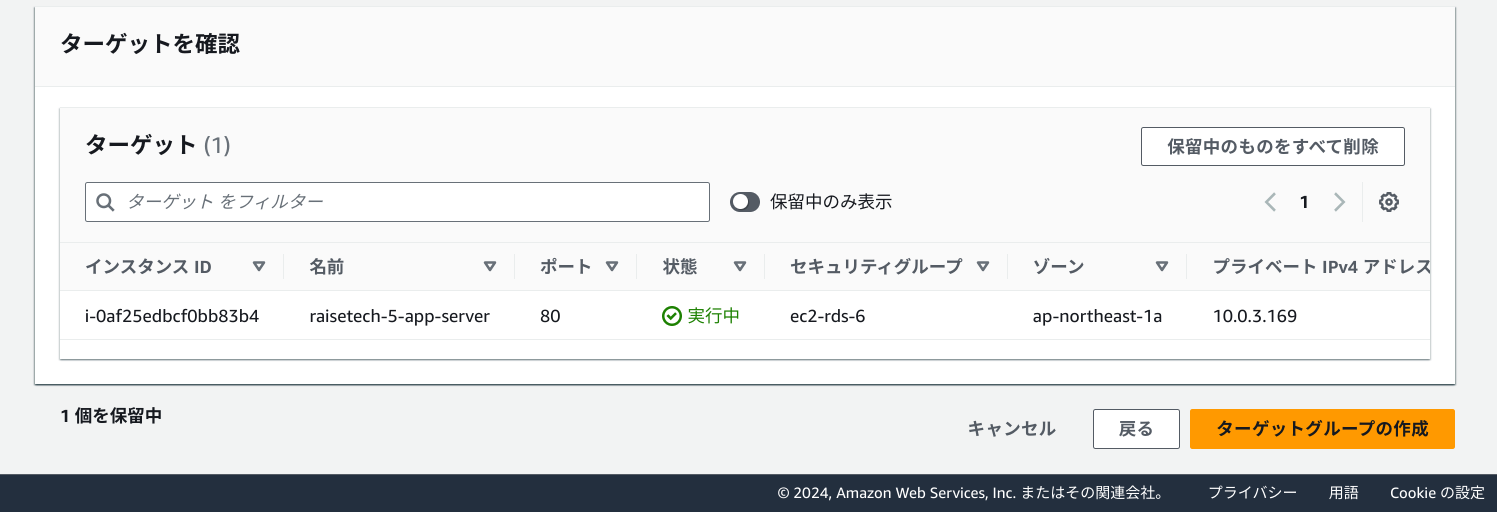 ターゲットを確認
ターゲット (1)
保留中のものをすべて削除
ターゲット をフィルター
保留中のみ表示
1
インスタンス ID 名前 ポート 状態 セキュリティグループ ゾーン プライベート IPv4 アドレス
i-0af25edbcf0bb83b4 raisetech-5-app-server 80 実行中 ec2-rds-6 ap-northeast-1a 10.0.3.169
1 個を保留中
キャンセル 戻る ターゲットグループの作成
© 2024, Amazon Web Services, Inc. またはその関連会社。 プライバシー 用語 Cookie の設定